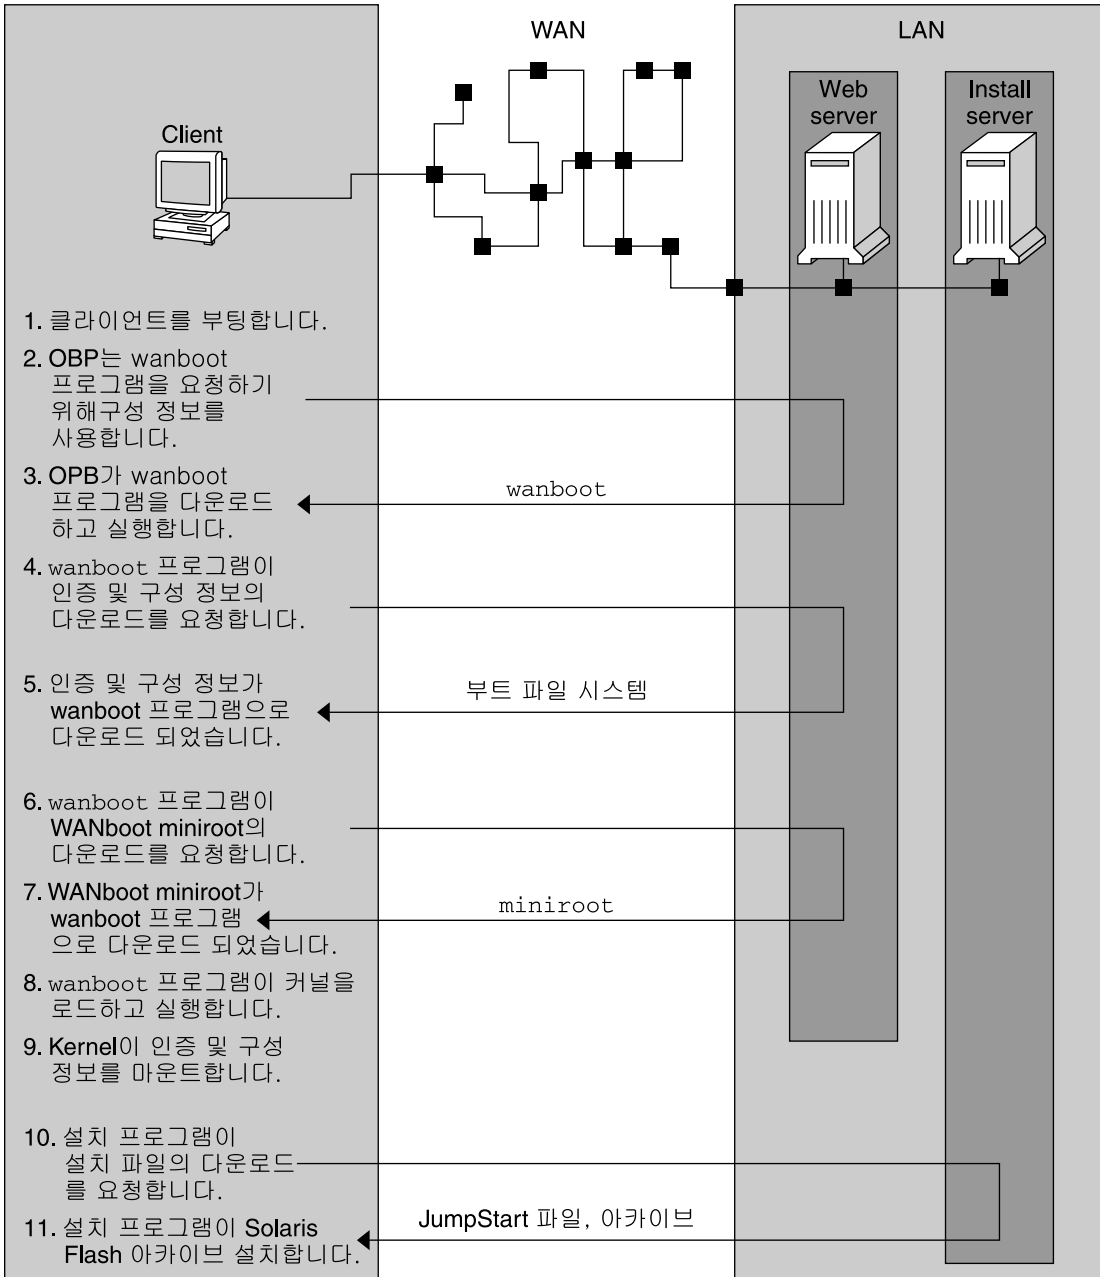 WAN
LAN
Web
server
Install
server
Client
1. 클라이언트를 부팅합니다.
2. OBP는 wanboot
프로그램을 요청하기
위해구성 정보를
사용합니다.
3. OPB가 wanboot
프로그램을 다운로드
하고 실행합니다.
wanboot
4. wanboot 프로그램이
인증 및 구성 정보의
다운로드를 요청합니다.
5. 인증 및 구성 정보가
wanboot 프로그램으로
다운로드 되었습니다.
부트 파일 시스템
6. wanboot 프로그램이
WANboot miniroot의
다운로드를 요청합니다.
7. WANboot miniroot가
wanboot 프로그램
으로 다운로드 되었습니다.
miniroot
8. wanboot 프로그램이 커널을
로드하고 실행합니다.
9. Kernel이 인증 및 구성
정보를 마운트합니다.
10. 설치 프로그램이
설치 파일의 다운로드
를 요청합니다.
11. 설치 프로그램이 Solaris
Flash 아카이브 설치합니다.
JumpStart 파일, 아카이브